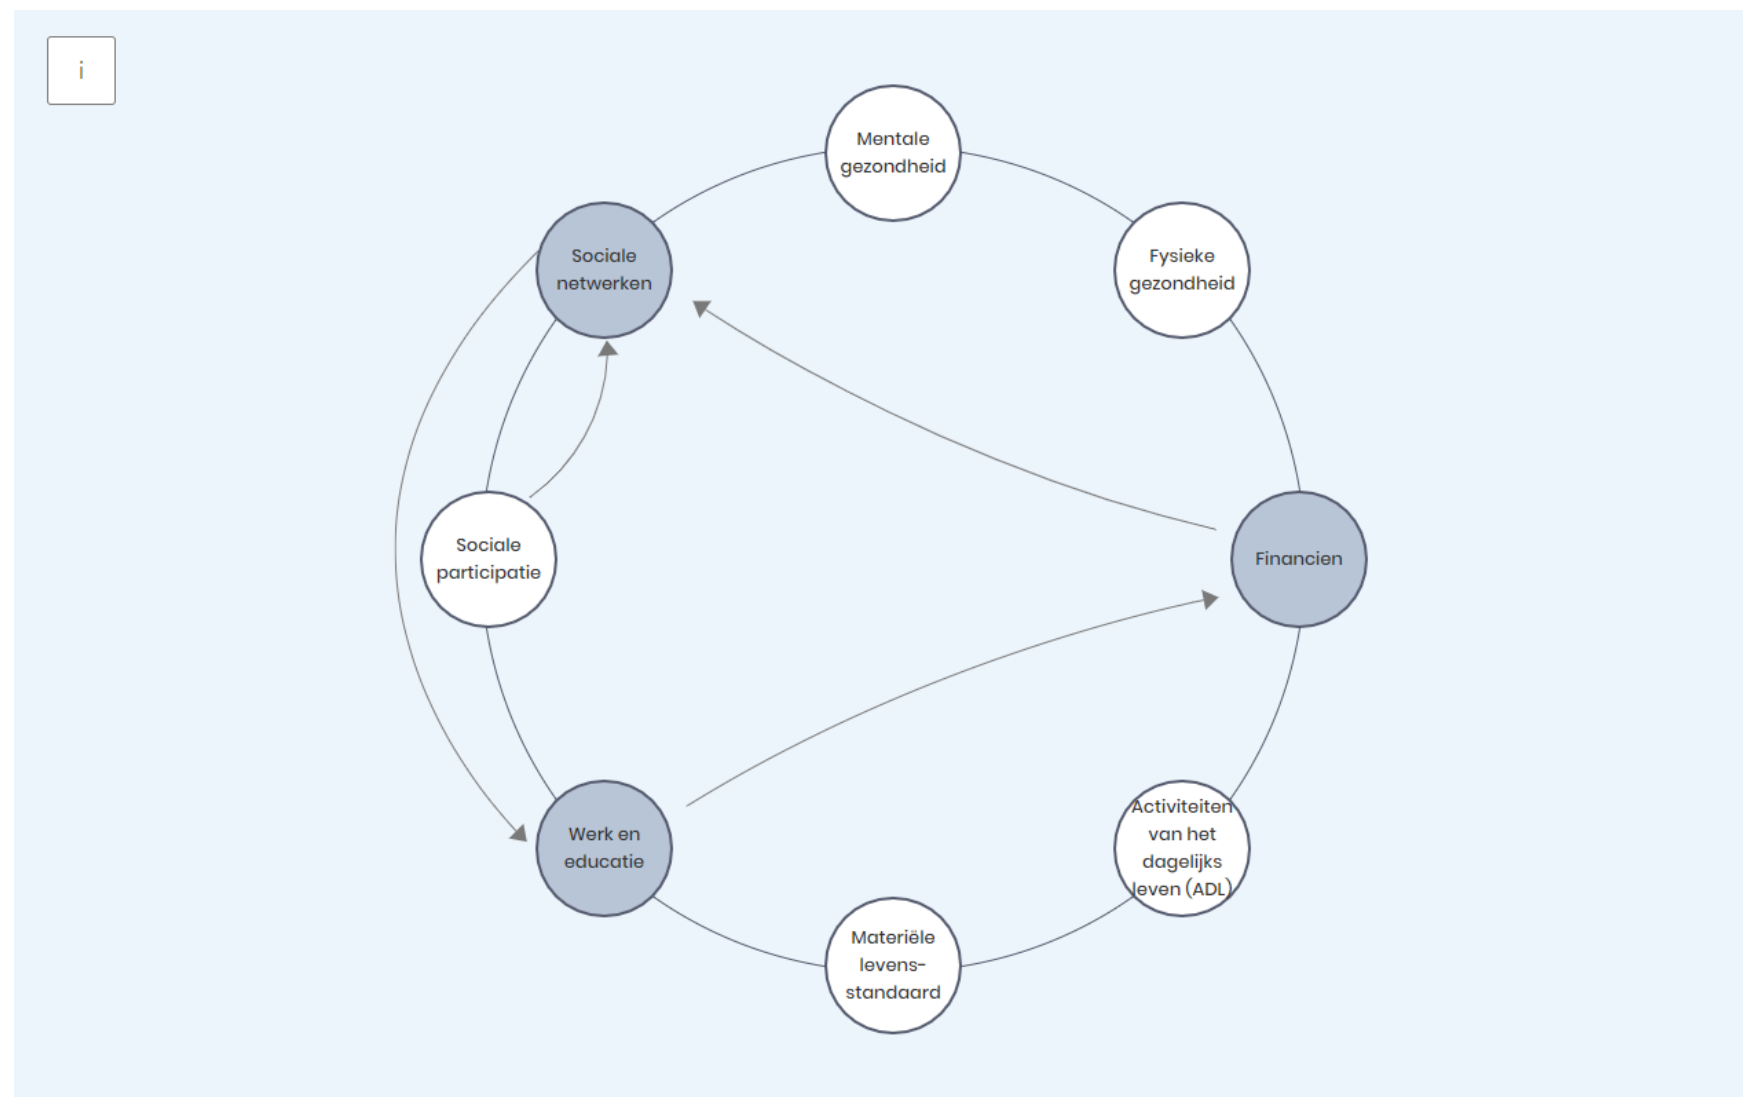 i
Mentale
gezondheid
Sociale
netwerken
Fysieke
gezondheid
Sociale
participatie
Financien
Werk en
educatie
Activiteiten
van het
dagelijks
leven (ADL)
Materiële
levens-
standaard